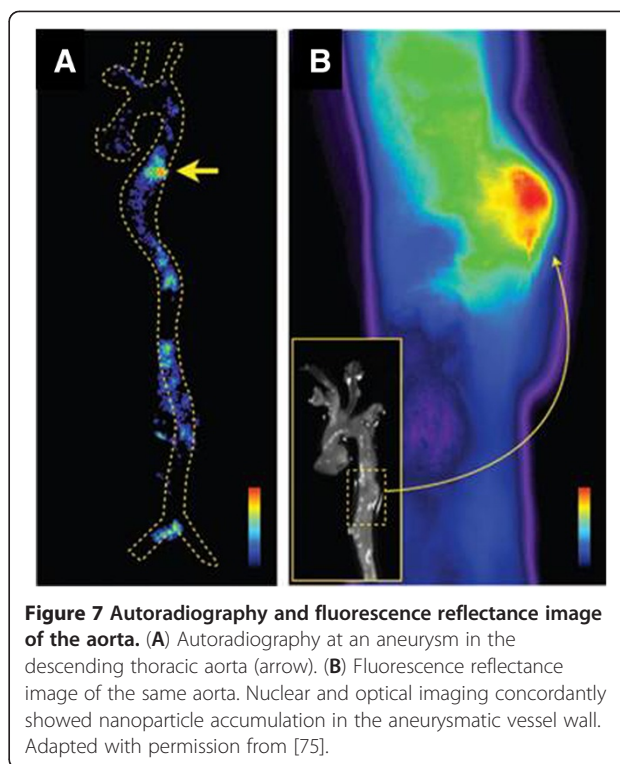 A
B
Figure 7 Autoradiography and fluorescence reflectance image
of the aorta. (A) Autoradiography at an aneurysm in the
descending thoracic aorta (arrow). (B) Fluorescence reflectance
image of the same aorta. Nuclear and optical imaging concordantly
showed nanoparticle accumulation in the aneurysmatic vessel wall.
Adapted with permission from [75].